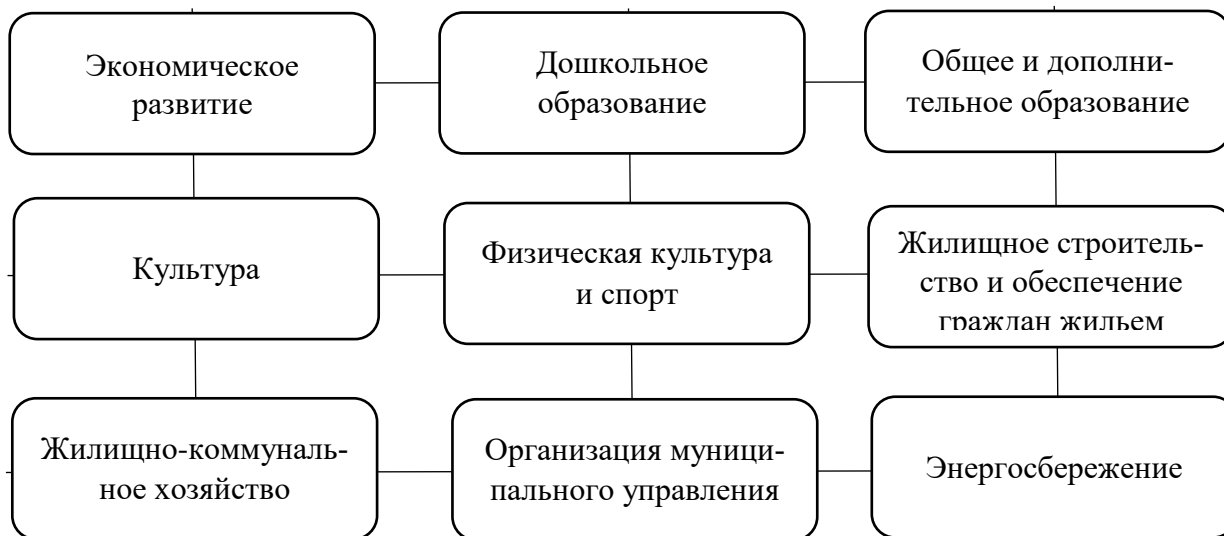 Экономическое
развитие
Дошкольное
образование
Общее и дополни-
тельное образование
Культура
Физическая культура
и спорт
Жилищное строитель-
ство и обеспечение
граждан жильем
Жилищно-коммуналь-
ное хозяйство
Организация муници-
пального управления
Энергосбережение